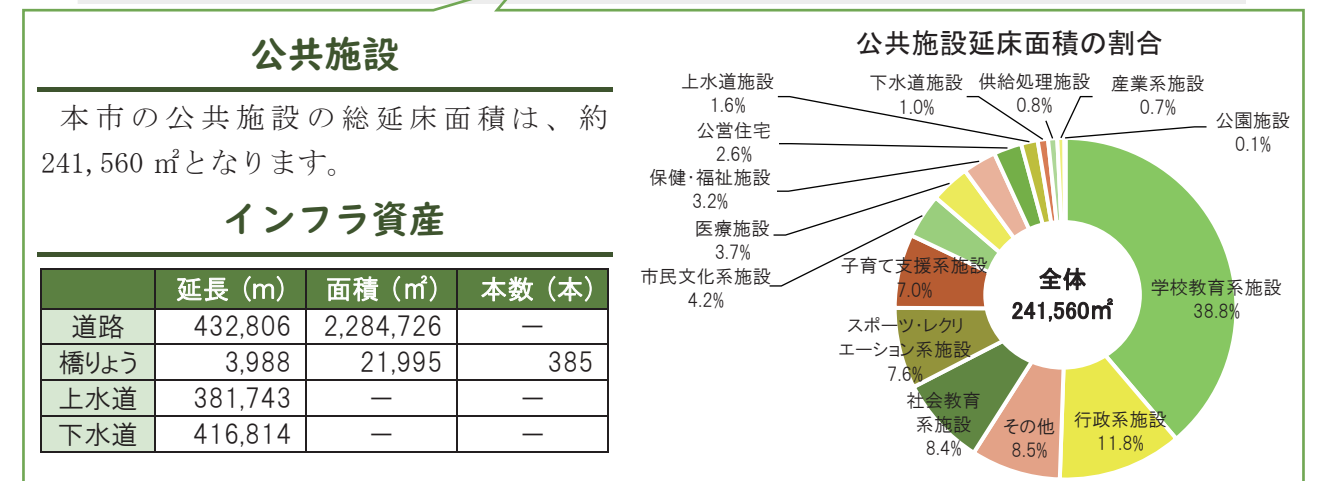 公共施設
本市の公共施設の総延床面積は、約
241,560 ㎡となります。
インフラ資産
延長（m） 面積（㎡） 本数（本）
道路 432,806 2,284,726 －
橋りょう 3,988 21,995 385
上水道 381,743 － －
下水道 416,814 － －
公共施設延床面積の割合
上水道施設
1.6%
下水道施設
1.0%
供給処理施設
0.8%
産業系施設
0.7%
公園施設
0.1%
公営住宅
2.6%
保健・福祉施設
3.2%
医療施設
3.7%
市民文化系施設
4.2%
子育て支援系施設
7.0%
スポーツ・レクリ
エーション系施設
7.6%
社会教育
系施設
8.4%
その他
8.5%
行政系施設
11.8%
学校教育系施設
38.8%
全体
241,560㎡